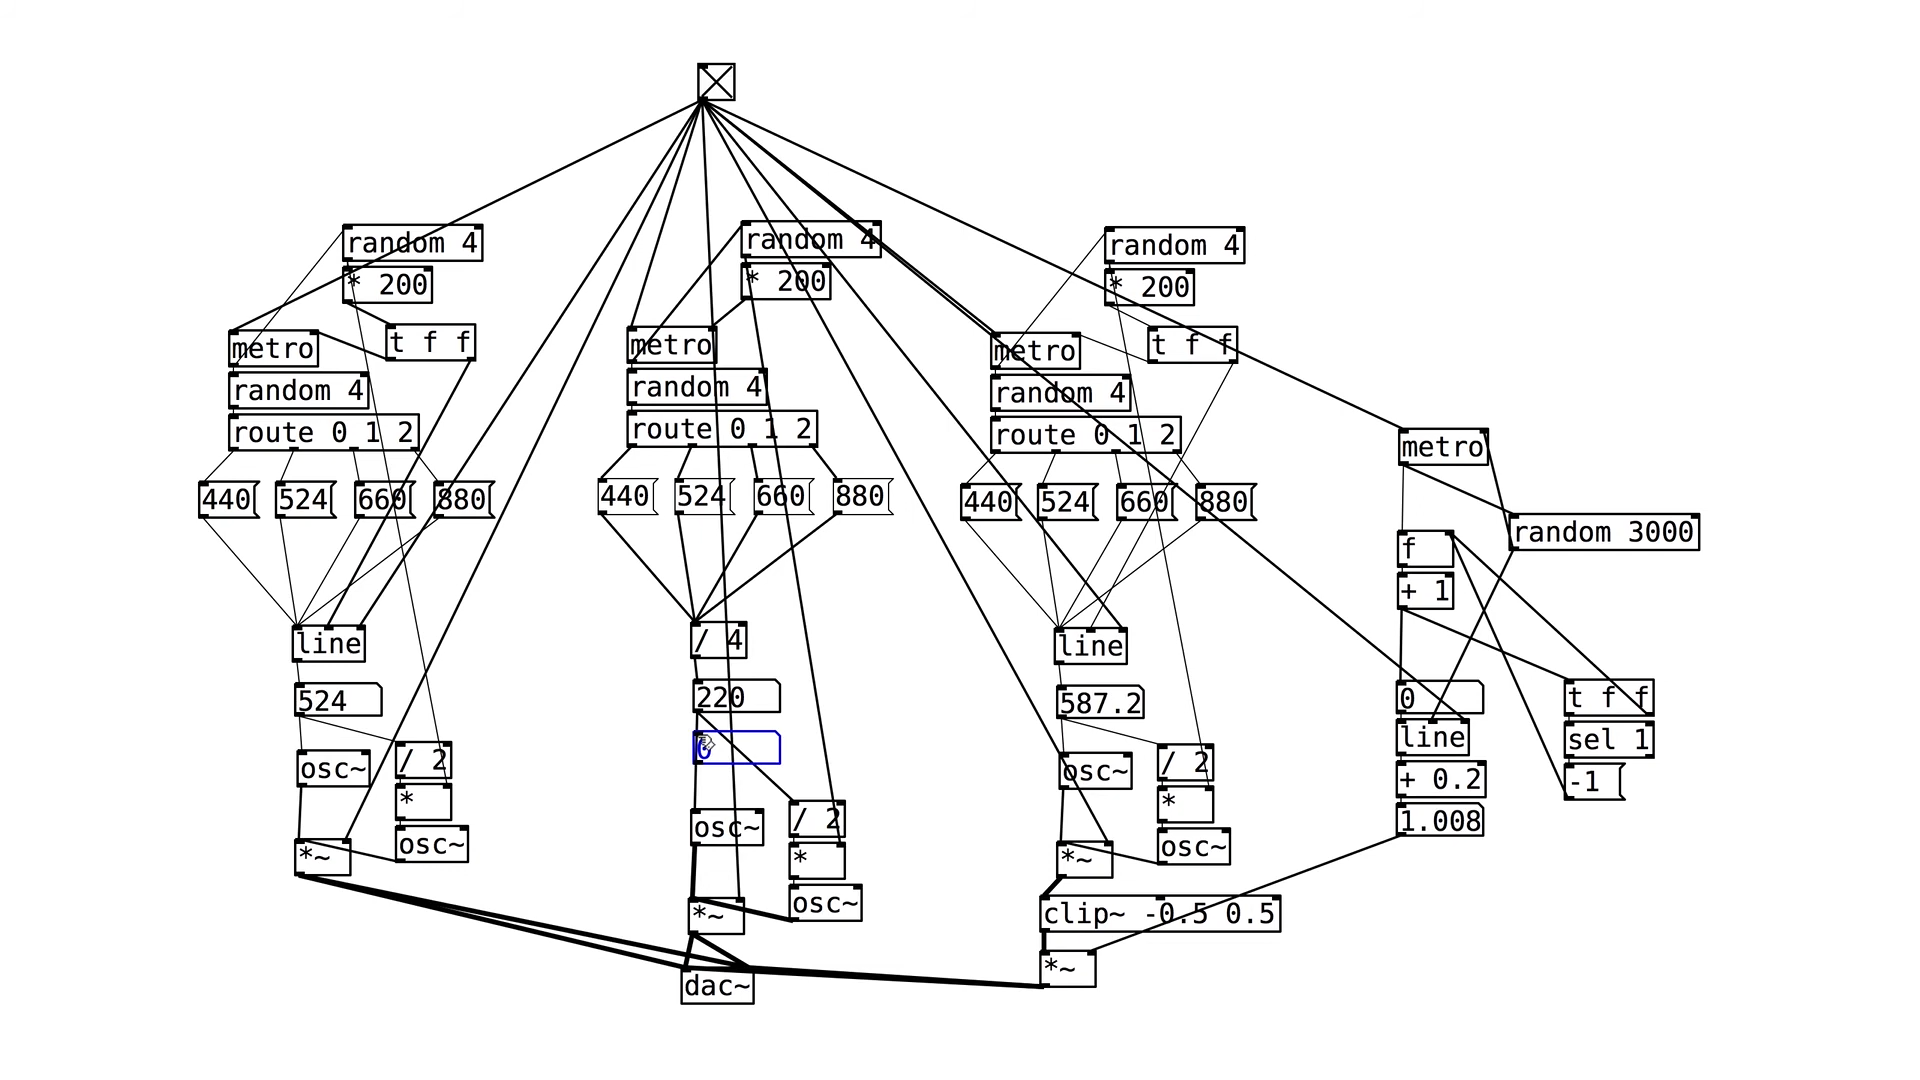 random 4
* 200
metro
t f f
random 4
route 0 1 2
440
524
660
880
line
524
osc~
/ 2
*
osc~
*~
random 4
* 200
metro
random 4
route 0 1 2
440
524
660
880
/ 4
220
0
osc~
/ 2
*
osc~
*~
dac~
random 4
* 200
metro
t f f
random 4
route 0 1 2
440
524
660
880
line
587.2
osc~
/ 2
*
osc~
*~
clip~ -0.5 0.5
*~
metro
random 3000
f
+ 1
0
line
+ 0.2
1.008
t f f
sel 1
-1